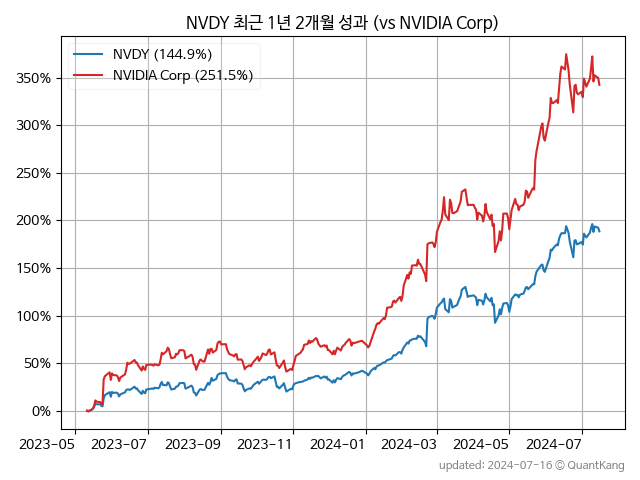 NVDY 최근 1년 2개월 성과 (vs NVIDIA Corp)
NVDY (144.9%)
NVIDIA Corp (251.5%)
350%
300%
250%
200%
150%
100%
50%
0%
2023-05 2023-07 2023-09 2023-11 2024-01 2024-03 2024-05 2024-07
updated: 2024-07-16 © QuantKang